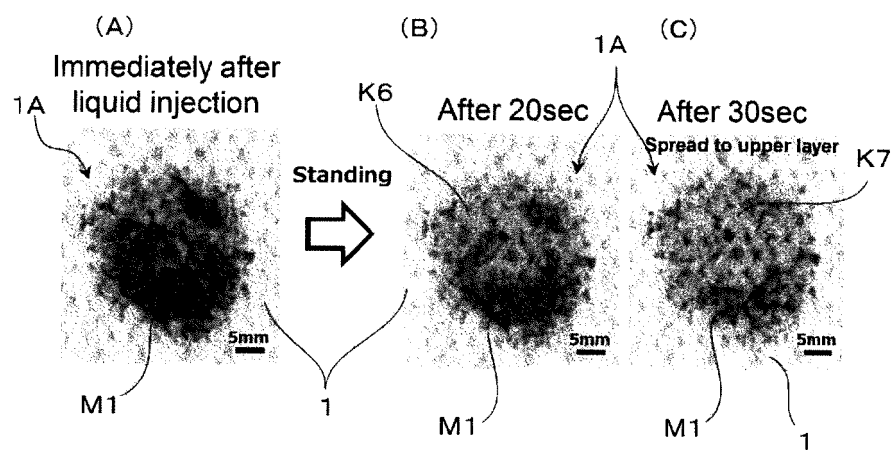 (A)
(B)
(C)
1A
Immediately after
liquid injection
1A
K6
After 20sec
After 30sec
Spread to upper layer
K7
Standing
5mm
5mm
5mm
M1
1
M1
M1
1